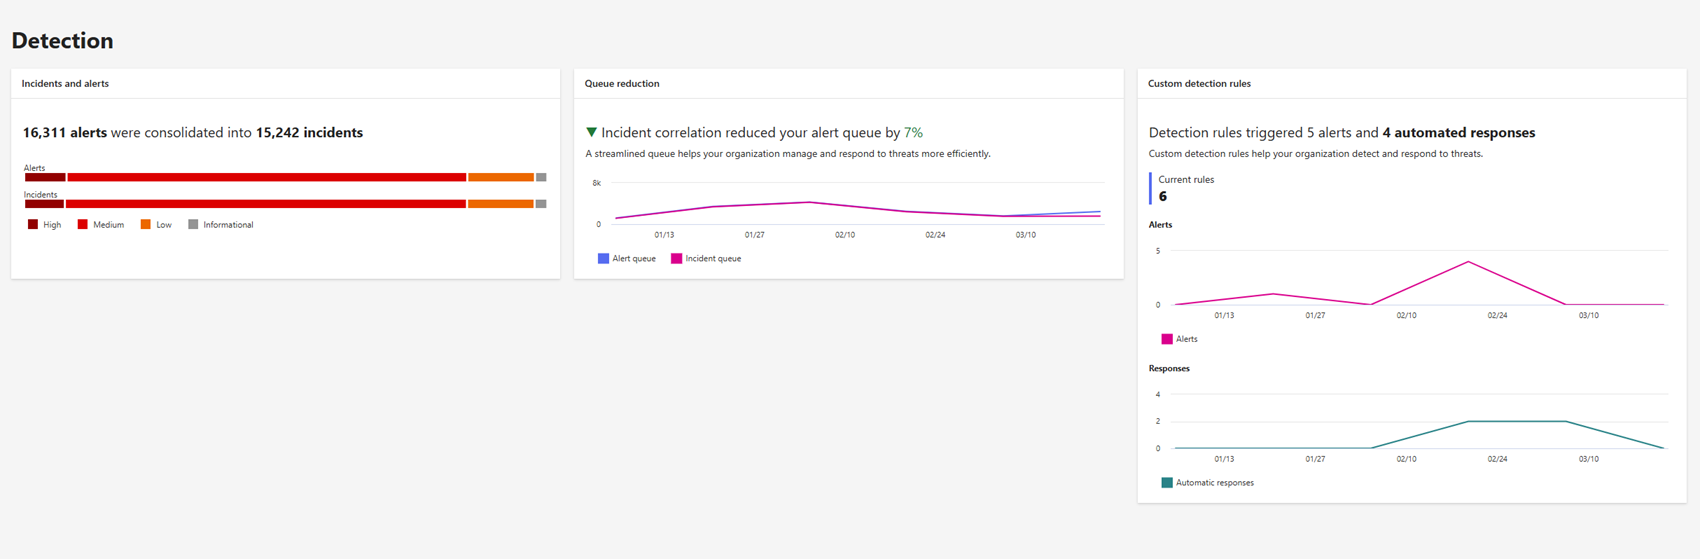 Detection
Incidents and alerts
16,311 alerts were consolidated into 15,242 incidents
Alerts
Incidents
High Medium Low Informational
Queue reduction
Incident correlation reduced your alert queue by 7%
A streamlined queue helps your organization manage and respond to threats more efficiently.
8k
0
01/13 01/27 02/10 02/24 03/10
Alert queue Incident queue
Custom detection rules
Detection rules triggered 5 alerts and 4 automated responses
Custom detection rules help your organization detect and respond to threats.
Current rules
6
Alerts
5
0
01/13 01/27 02/10 02/24 03/10
Alerts
Responses
4
2
0
01/13 01/27 02/10 02/24 03/10
Automatic responses